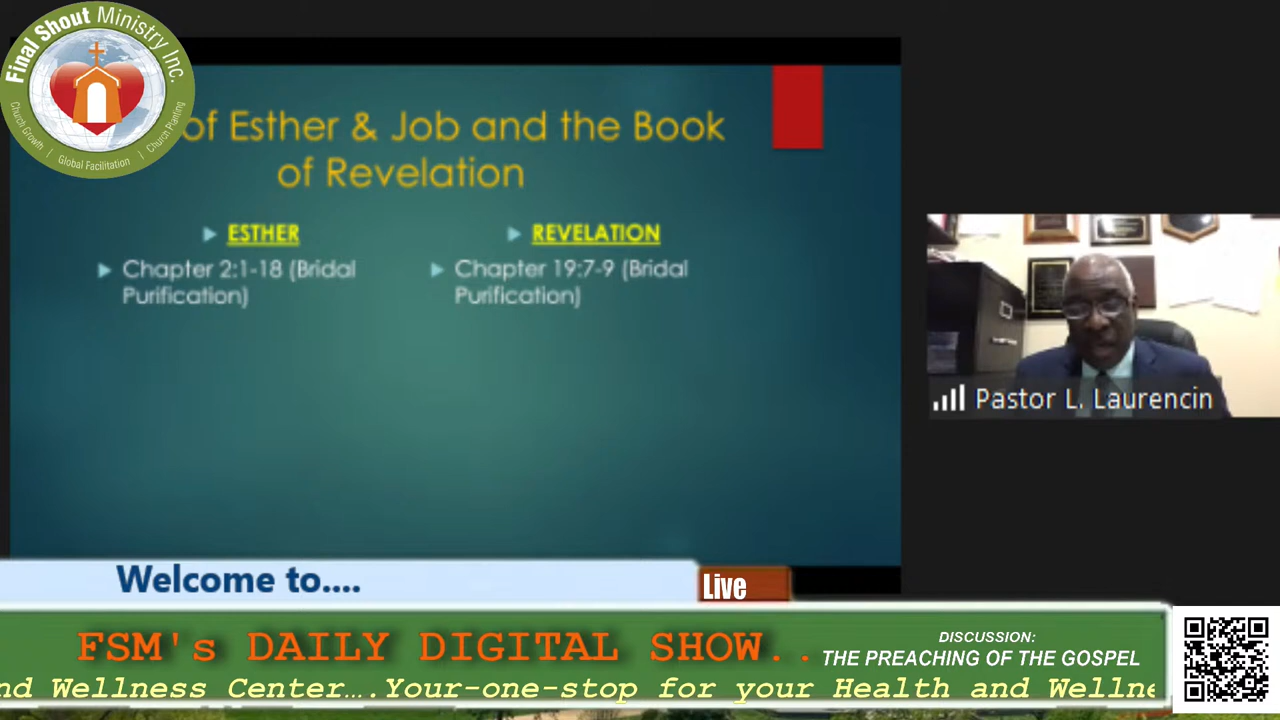 Final Shout Ministry Inc.
Church Growth | Global Facilitation | Church Planting
of Esther & Job and the Book
of Revelation
ESTHER
Chapter 2:1-18 (Bridal
Purification)
REVELATION
Chapter 19:7-9 (Bridal
Purification)
Pastor L. Laurencin
Welcome to....
Live
FSM's DAILY DIGITAL SHOW..
DISCUSSION:
THE PREACHING OF THE GOSPEL
nd Wellness Center….Your-one-stop for your Health and Wellne